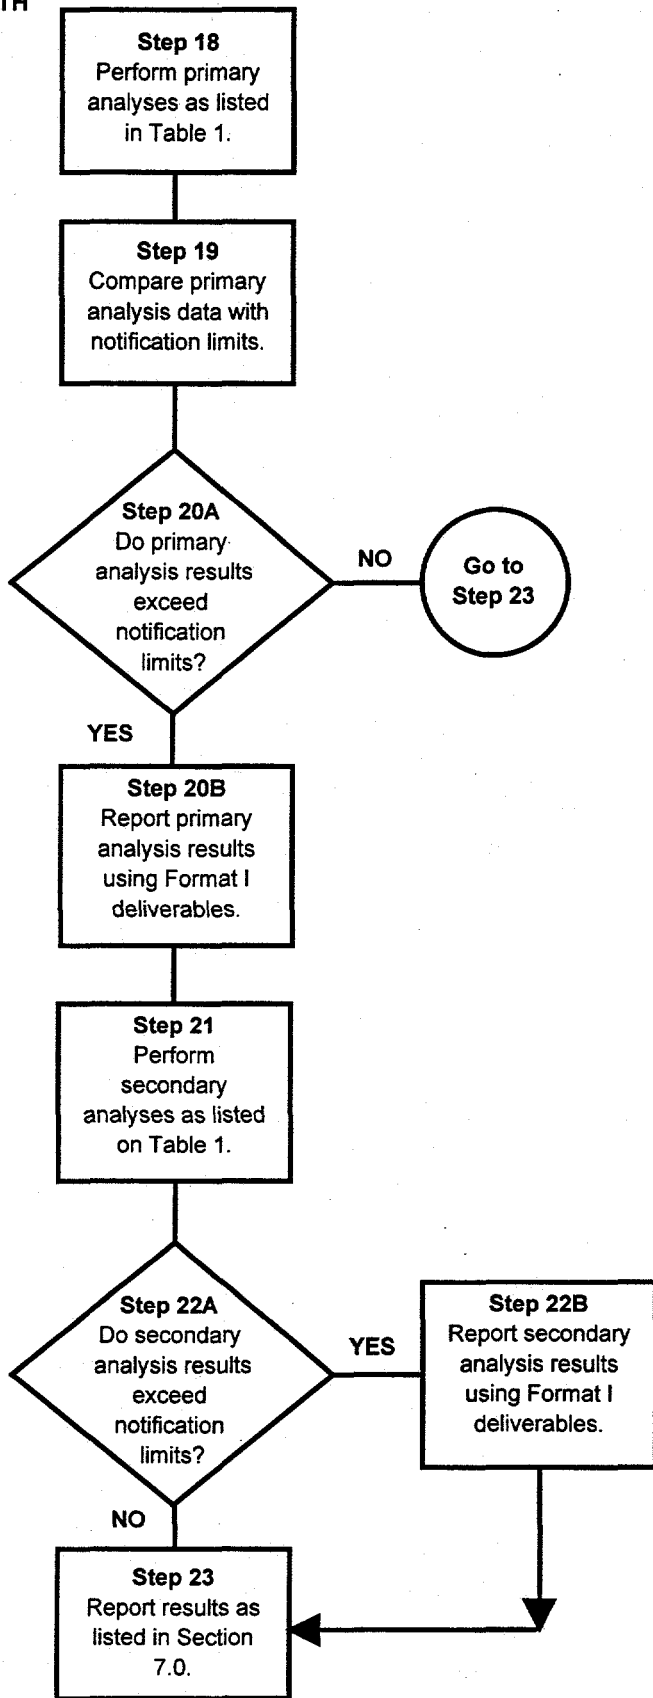 TH
Step 18
Perform primary
analyses as listed
in Table 1.
Step 19
Compare primary
analysis data with
notification limits.
Step 20A
Do primary
analysis results
exceed
notification
limits?
NO
Go to
Step 23
YES
Step 20B
Report primary
analysis results
using Format I
deliverables.
Step 21
Perform
secondary
analyses as listed
on Table 1.
Step 22A
Do secondary
analysis results
exceed
notification
limits?
YES
Step 22B
Report secondary
analysis results
using Format I
deliverables.
NO
Step 23
Report results as
listed in Section
7.0.